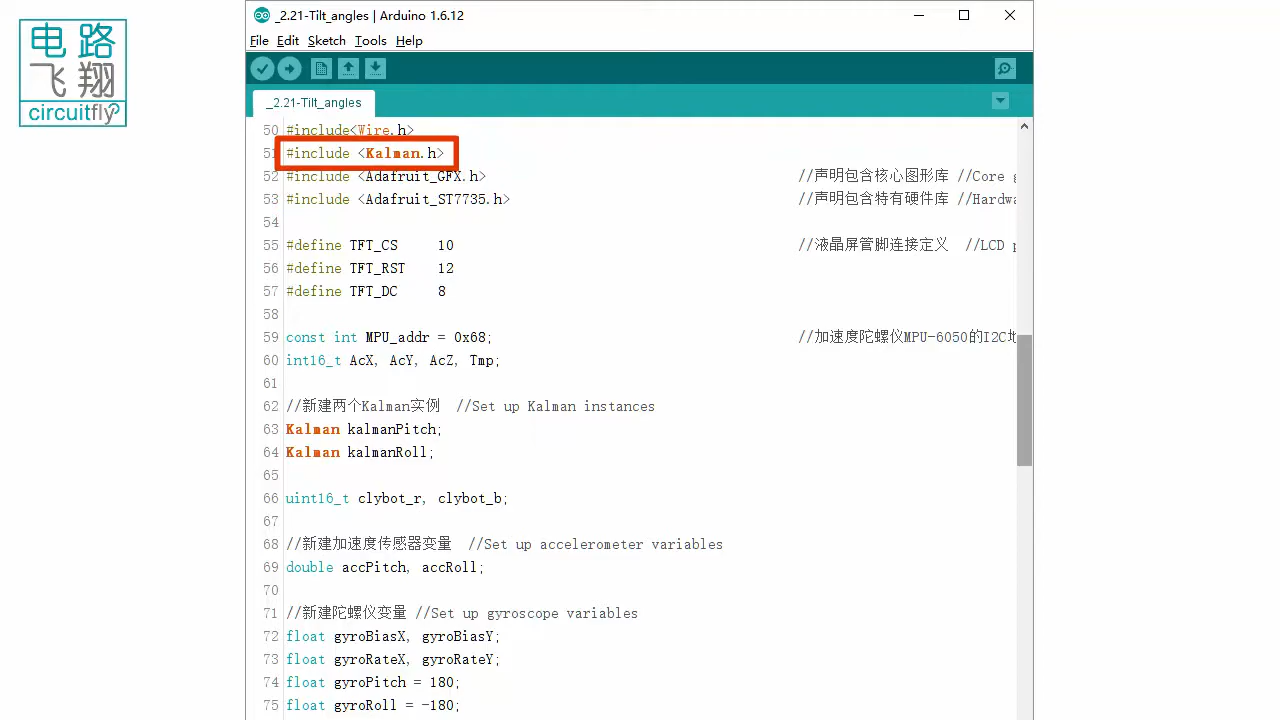 电路
飞翔
circuitfly
_2.21-Tilt_angles | Arduino 1.6.12
File Edit Sketch Tools Help
_2.21-Tilt_angles
50 #include<Wire.h>
51 #include <Kalman.h>
52 #include <Adafruit_GFX.h> //声明包含核心图形库 //Core
53 #include <Adafruit_ST7735.h> //声明包含特有硬件库 //Hardwa
54
55 #define TFT_CS 10 //液晶屏管脚连接定义 //LCD p
56 #define TFT_RST 12
57 #define TFT_DC 8
58
59 const int MPU_addr = 0x68; //加速度陀螺仪MPU-6050的I2C地
60 int16_t AcX, AcY, AcZ, Tmp;
61
62 //新建两个Kalman实例 //Set up Kalman instances
63 Kalman kalmanPitch;
64 Kalman kalmanRoll;
65
66 uint16_t clybot_r, clybot_b;
67
68 //新建加速度传感器变量 //Set up accelerometer variables
69 double accPitch, accRoll;
70
71 //新建陀螺仪变量 //Set up gyroscope variables
72 float gyroBiasX, gyroBiasY;
73 float gyroRateX, gyroRateY;
74 float gyroPitch = 180;
75 float gyroRoll = -180;